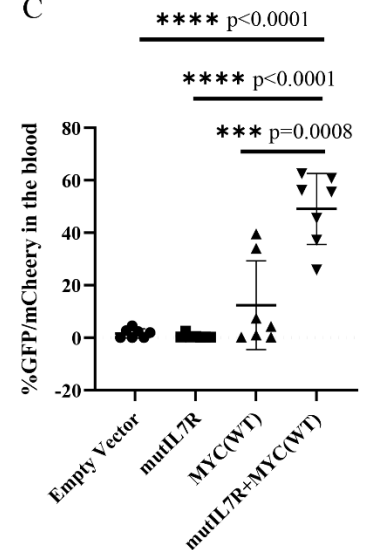 C
**** p<0.0001
**** p<0.0001
*** p=0.0008
%GFP/mCheery in the blood
80
60
40
20
0
-20
Empty Vector
mutIL7R
MYC(WT)
mutIL7R+MYC(WT)